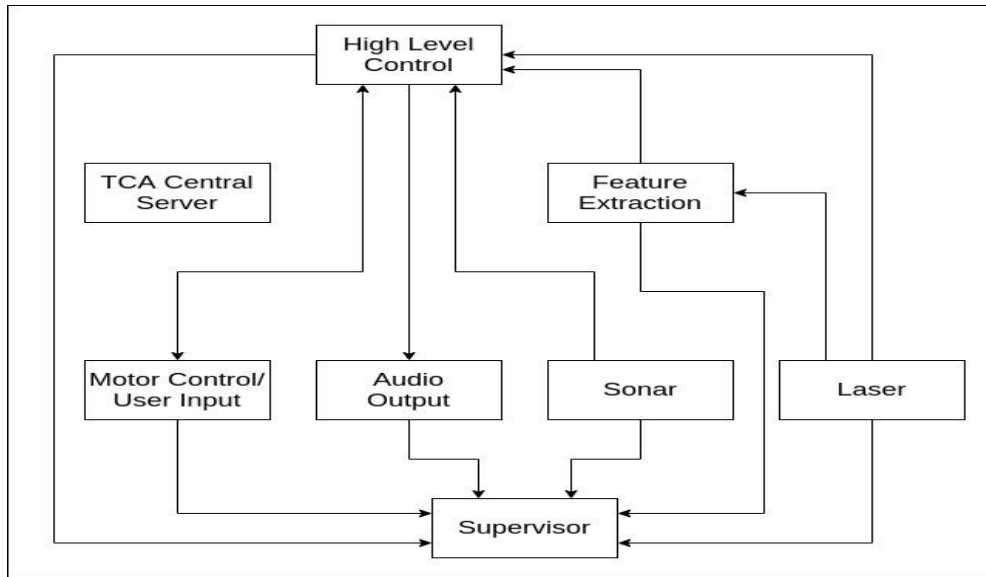 High Level
Control
TCA Central
Server
Feature
Extraction
Motor Control/
User Input
Audio
Output
Sonar
Laser
Supervisor